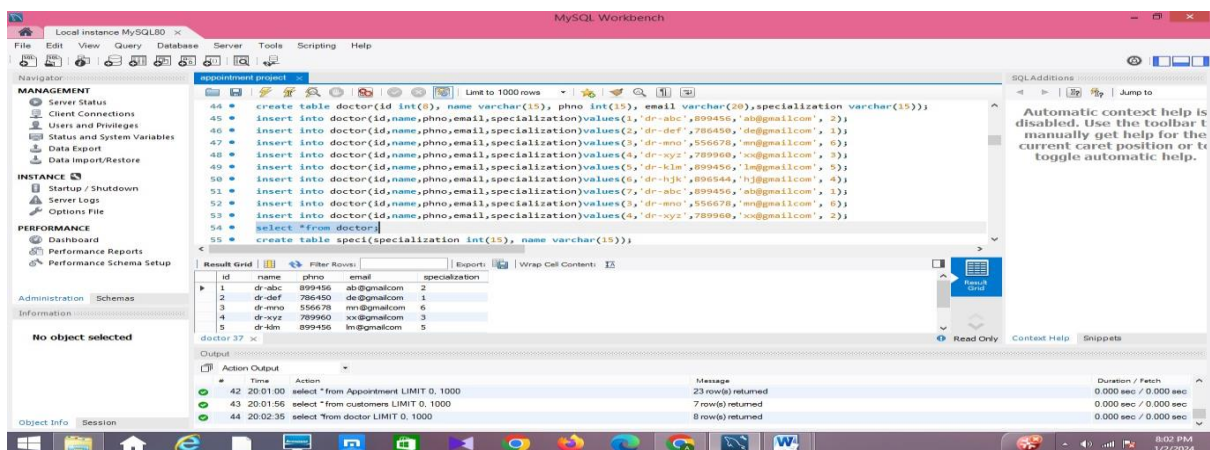 MySQL Workbench
Local instance MySQL80 ×
File Edit View Query Database Server Tools Scripting Help
Navigator
MANAGEMENT
Server Status
Client Connections
Users and Privileges
Status and System Variables
Data Export
Data Import/Restore
INSTANCE
Startup / Shutdown
Server Logs
Options File
PERFORMANCE
Dashboard
Performance Reports
Performance Schema Setup
Administration Schemas
Information
No object selected
Object Info Session
appointment project ×
Limit to 1000 rows
44 create table doctor(id int(8), name varchar(15), phno int(15), email varchar(20),specialization varchar(15));
45 insert into doctor(id,name,phno,email,specialization)values(1,'dr-abc',899456,'ab@gmailcom', 2);
46 insert into doctor(id,name,phno,email,specialization)values(2,'dr-def',786450,'de@gmailcom', 1);
47 insert into doctor(id,name,phno,email,specialization)values(3,'dr-mno',556678,'mn@gmailcom', 6);
48 insert into doctor(id,name,phno,email,specialization)values(4,'dr-xyz',789960,'xx@gmailcom', 3);
49 insert into doctor(id,name,phno,email,specialization)values(5,'dr-klm',899456,'lm@gmailcom', 5);
50 insert into doctor(id,name,phno,email,specialization)values(6,'dr-hjk',896544,'hj@gmailcom', 4);
51 insert into doctor(id,name,phno,email,specialization)values(7,'dr-abc',899456,'ab@gmailcom', 1);
52 insert into doctor(id,name,phno,email,specialization)values(3,'dr-mno',556678,'mn@gmailcom', 6);
53 insert into doctor(id,name,phno,email,specialization)values(4,'dr-xyz',789960,'xx@gmailcom', 2);
54 select *from doctor;
55 create table speci(specialization int(15), name varchar(15));
Result Grid Filter Rows: Export: Wrap Cell Content:
id name phno email specialization
1 dr-abc 899456 ab@gmailcom 2
2 dr-def 786450 de@gmailcom 1
3 dr-mno 556678 mn@gmailcom 6
4 dr-xyz 789960 xx@gmailcom 3
5 dr-klm 899456 lm@gmailcom 5
Result Grid
doctor 37 ×
Read Only
Output
Action Output
# Time Action Message Duration / Fetch
42 20:01:00 select * from Appointment LIMIT 0, 1000 23 row(s) returned 0.000 sec / 0.000 sec
43 20:01:56 select * from customers LIMIT 0, 1000 7 row(s) returned 0.000 sec / 0.000 sec
44 20:02:35 select *from doctor LIMIT 0, 1000 8 row(s) returned 0.000 sec / 0.000 sec
SQLAdditions
Jump to
Automatic context help is
disabled. Use the toolbar t
manually get help for the
current caret position or to
toggle automatic help.
Context Help Snippets
8:02 PM
1/2/2024